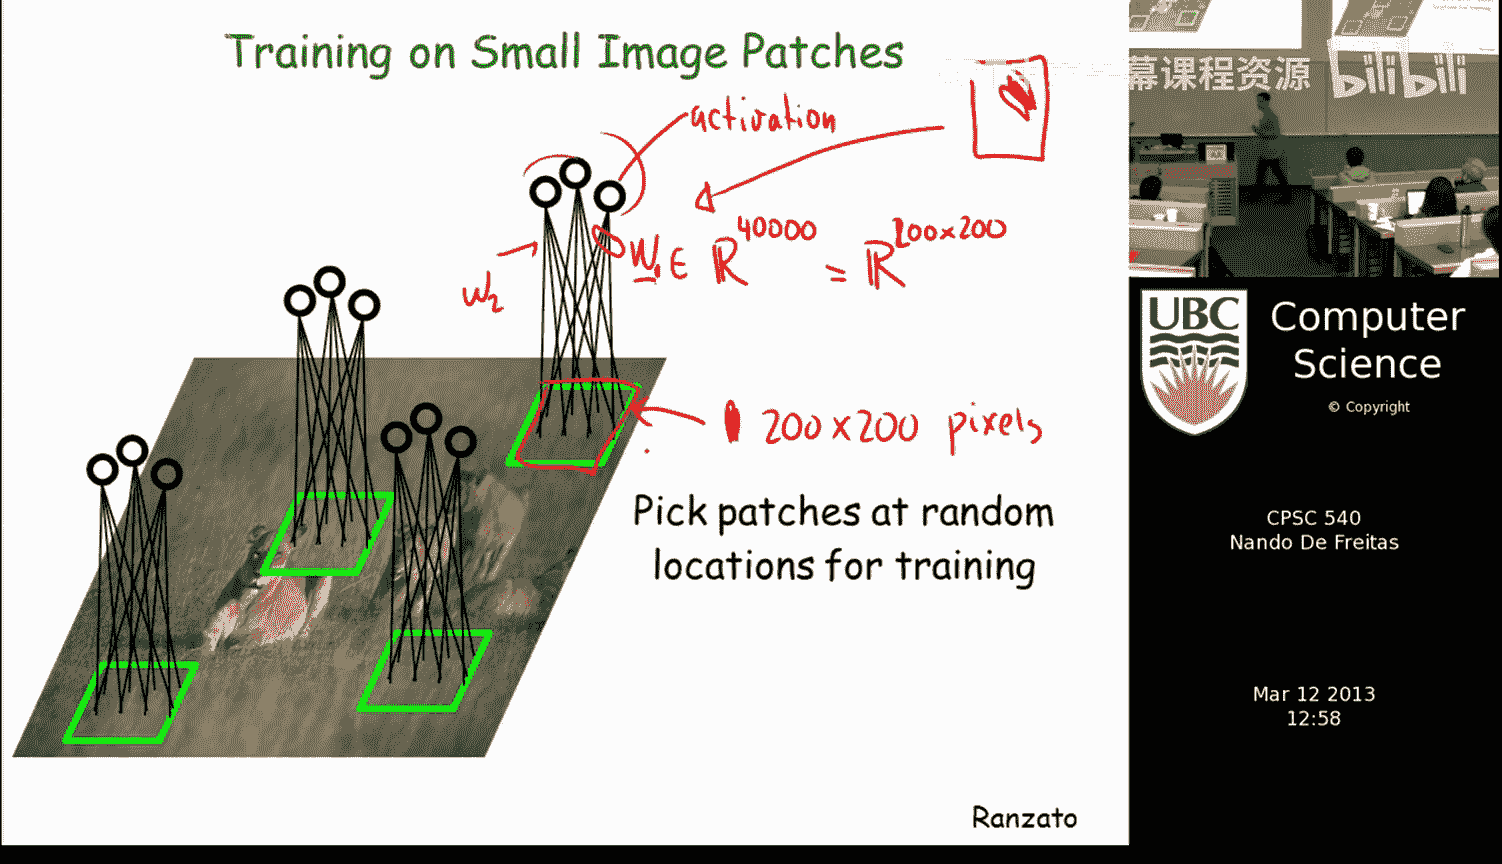 Training on Small Image Patches
activation
W₁ ∈ ℝ⁴⁰⁰⁰⁰ = ℝ²⁰⁰ˣ²⁰⁰
W₂
200 x 200 pixels
Pick patches at random
locations for training
Ranzato
幕课程资源 bilibili
UBC
Computer
Science
© Copyright
CPSC 540
Nando De Freitas
Mar 12 2013
12:58